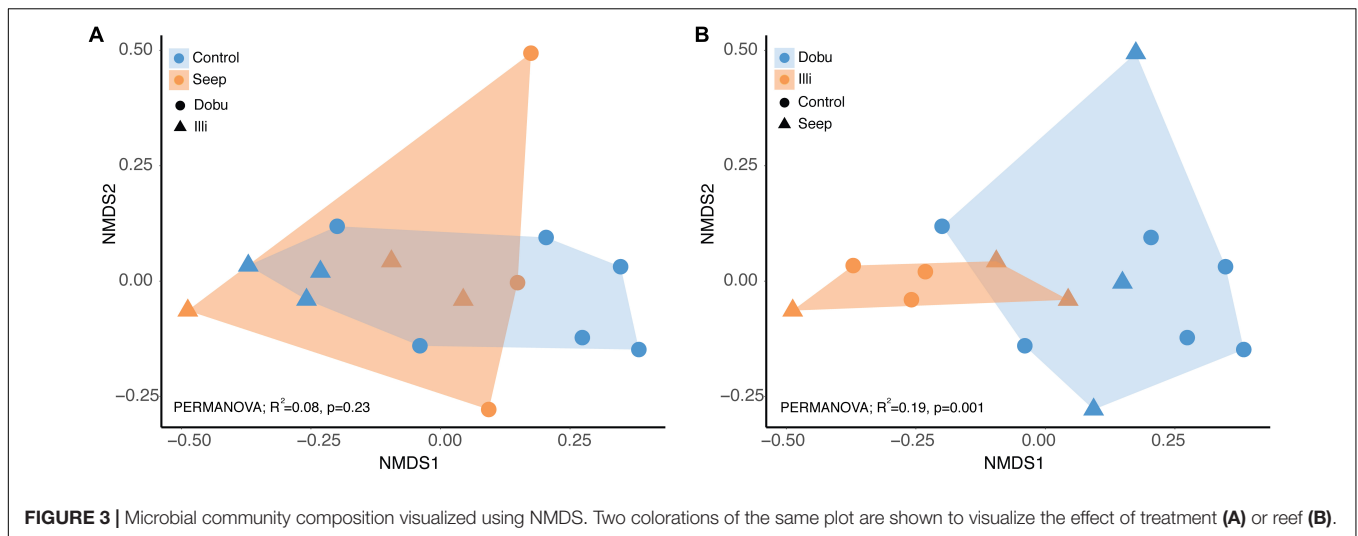 A
0.50
0.25
0.00
−0.25
NMDS2
Control
Seep
Dobu
Illi
PERMANOVA; R²=0.08, p=0.23
−0.50
−0.25
0.00
0.25
NMDS1
B
0.50
0.25
0.00
−0.25
NMDS2
Dobu
Illi
Control
Seep
PERMANOVA; R²=0.19, p=0.001
−0.50
−0.25
0.00
0.25
NMDS1
FIGURE 3 | Microbial community composition visualized using NMDS. Two colorations of the same plot are shown to visualize the effect of treatment (A) or reef (B).